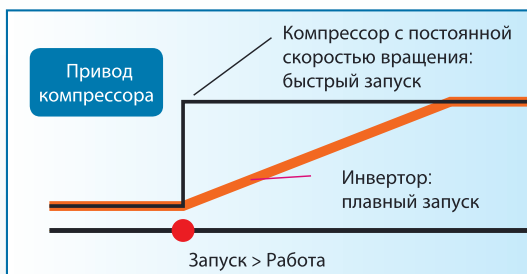 Привод
компрессора
Компрессор с постоянной
скоростью вращения:
быстрый запуск
Инвертор:
плавный запуск
Запуск > Работа